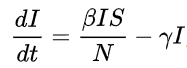 dI/dt = βIS/N − γI,